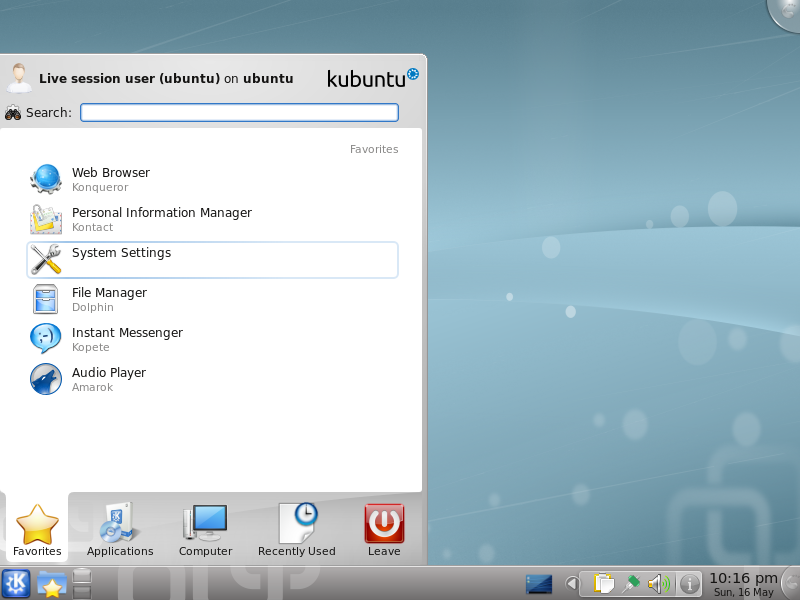 Live session user (ubuntu) on ubuntu
kubuntu
Search:
Favorites
Web Browser
Konqueror
Personal Information Manager
Kontact
System Settings
File Manager
Dolphin
Instant Messenger
Kopete
Audio Player
Amarok
Favorites
Applications
Computer
Recently Used
Leave
10:16 pm
Sun, 16 May